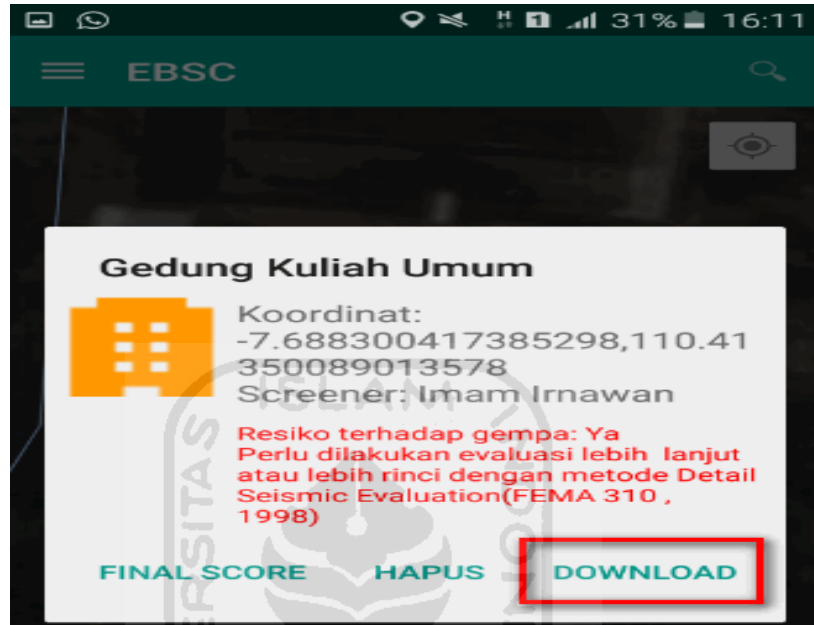 H 1 31% 16:11
EBSC
Gedung Kuliah Umum
Koordinat:
-7.688300417385298,110.41
350089013578
Screener: Imam Irnawan
Resiko terhadap gempa: Ya
Perlu dilakukan evaluasi lebih lanjut
atau lebih rinci dengan metode Detail
Seismic Evaluation(FEMA 310 ,
1998)
FINAL SCORE HAPUS DOWNLOAD
ISLAM